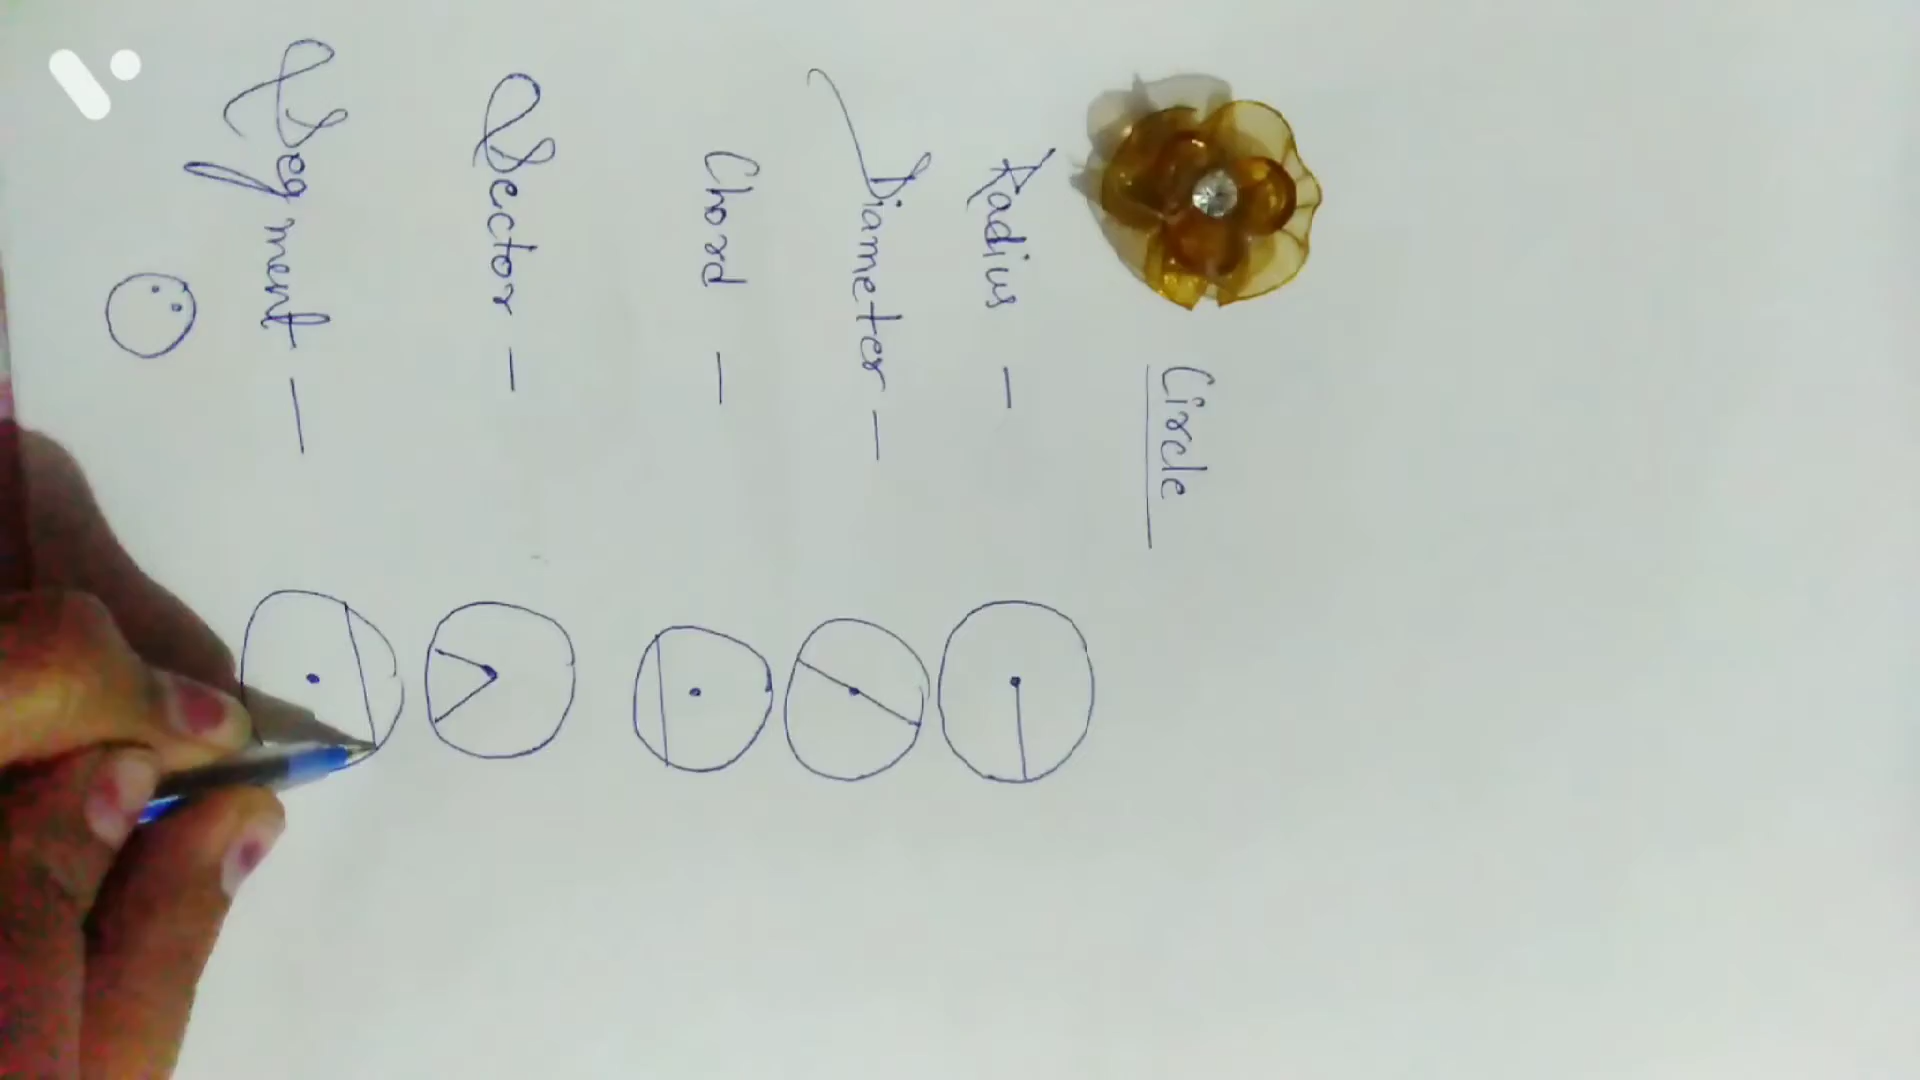 Circle
Radius -
Diameter -
Chord -
Sector -
Segment -